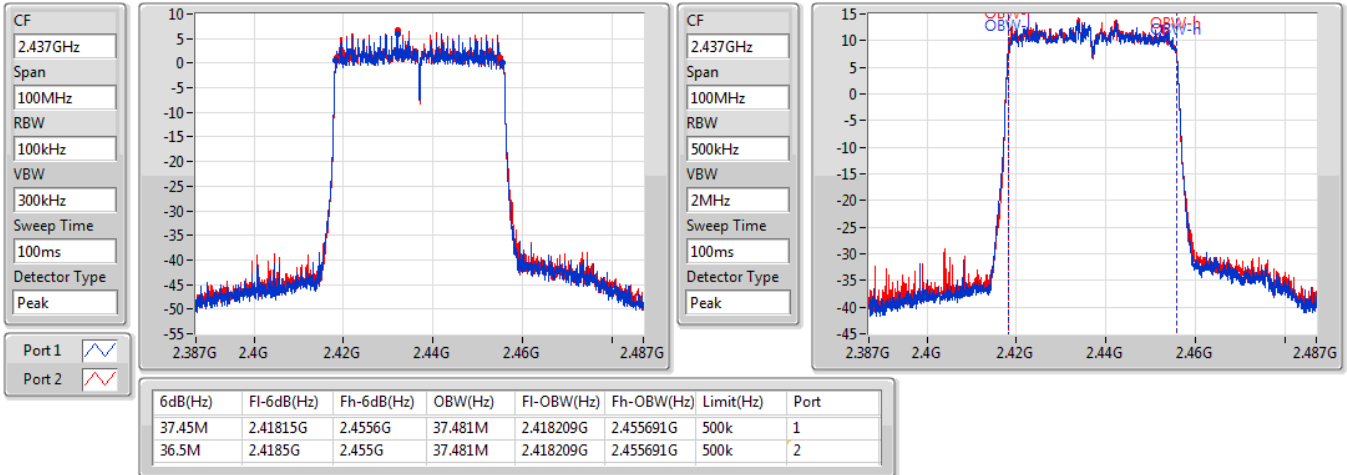 CF
2.437GHz
Span
100MHz
RBW
100kHz
VBW
300kHz
Sweep Time
100ms
Detector Type
Peak
10
5
0
-5
-10
-15
-20
-25
-30
-35
-40
-45
-50
-55
2.387G 2.4G 2.42G 2.44G 2.46G 2.487G
CF
2.437GHz
Span
100MHz
RBW
500kHz
VBW
2MHz
Sweep Time
100ms
Detector Type
Peak
15
10
5
0
-5
-10
-15
-20
-25
-30
-35
-40
-45
2.387G 2.4G 2.42G 2.44G 2.46G 2.487G
OBW-l
OBW-l
OBW-h
OBW-h
Port 1
Port 2
6dB(Hz) Fl-6dB(Hz) Fh-6dB(Hz) OBW(Hz) Fl-OBW(Hz) Fh-OBW(Hz) Limit(Hz) Port
37.45M 2.41815G 2.4556G 37.481M 2.418209G 2.455691G 500k 1
36.5M 2.4185G 2.455G 37.481M 2.418209G 2.455691G 500k 2